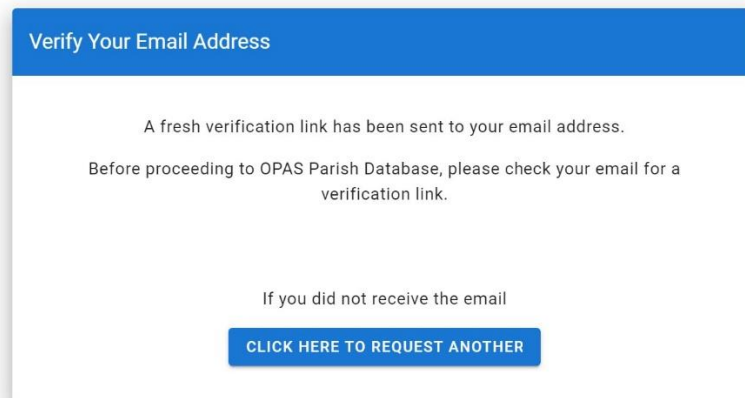 Verify Your Email Address
A fresh verification link has been sent to your email address.
Before proceeding to OPAS Parish Database, please check your email for a
verification link.
If you did not receive the email
CLICK HERE TO REQUEST ANOTHER